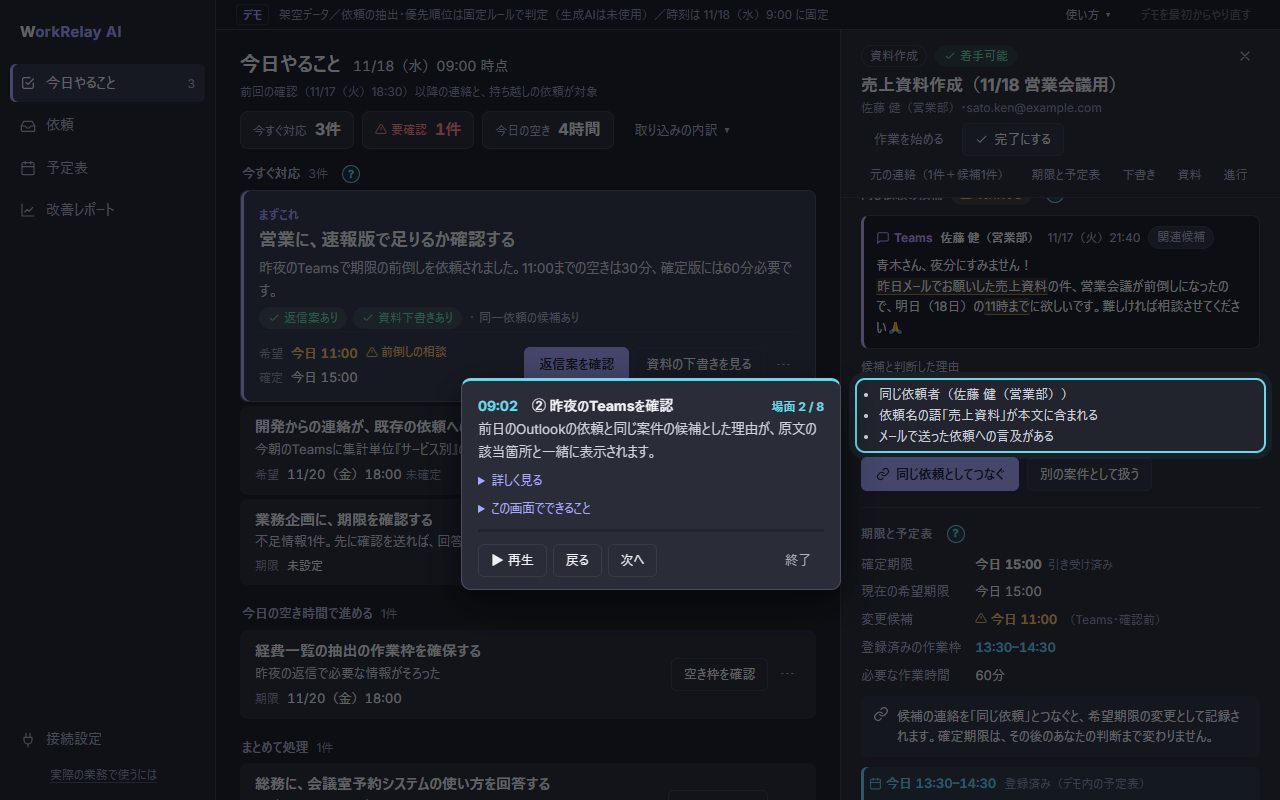 WorkRelay AI
今日やること 3
依頼
予定表
改善レポート
接続設定
実際の業務で使うには
デモ 架空データ／依頼の抽出・優先順位は固定ルールで判定（生成AIは未使用）／時刻は 11/18（水）9:00 に固定
使い方 ▼
デモを最初からやり直す
今日やること 11/18（水）09:00 時点
前回の確認（11/17（火）18:30）以降の連絡と、持ち越しの依頼が対象
今すぐ対応 3件
要確認 1件
今日の空き 4時間
取り込みの内訳 ▼
今すぐ対応 3件 ?
まずこれ
営業に、速報版で足りるか確認する
昨夜のTeamsで期限の前倒しを依頼されました。11:00までの空きは30分、確定版には60分必要で
す。
✓ 返信案あり ✓ 資料下書きあり ・同一依頼の候補あり
希望 今日 11:00 前倒しの相談
確定 今日 15:00
返信案を確認 資料の下書きを見る …
開発からの連絡が、既存の依頼へ
今朝のTeamsに集計単位『サービス別』
希望 11/20（金）18:00 未確定
業務企画に、期限を確認する
不足情報1件。先に確認を送れば、回答
期限 未設定
今日の空き時間で進める 1件
経費一覧の抽出の作業枠を確保する
昨夜の返信で必要な情報がそろった
期限 11/20（金）18:00
空き枠を確認 …
まとめて処理 1件
総務に、会議室予約システムの使い方を回答する
09:02 ② 昨夜のTeamsを確認 場面 2 / 8
前日のOutlookの依頼と同じ案件の候補とした理由が、原文の
該当箇所と一緒に表示されます。
▶ 詳しく見る
▶ この画面でできること
▶ 再生 戻る 次へ 終了
資料作成 ✓ 着手可能
売上資料作成（11/18 営業会議用）
佐藤 健（営業部）・sato.ken@example.com
作業を始める ✓ 完了にする
元の連絡（1件＋候補1件） 期限と予定表 下書き 資料 進行
Teams 佐藤 健（営業部） 11/17（火）21:40 関連候補
青木さん、夜分にすみません！
昨日メールでお願いした売上資料の件、営業会議が前倒しになったの
で、明日（18日）の11時までに欲しいです。難しければ相談させてくださ
い🙏
候補と判断した理由
• 同じ依頼者（佐藤 健（営業部））
• 依頼名の語「売上資料」が本文に含まれる
• メールで送った依頼への言及がある
同じ依頼としてつなぐ 別の案件として扱う
期限と予定表 ?
確定期限 今日 15:00 引き受け済み
現在の希望期限 今日 15:00
変更候補 今日 11:00 （Teams・確認前）
登録済みの作業枠 13:30–14:30
必要な作業時間 60分
候補の連絡を「同じ依頼」とつなぐと、希望期限の変更として記録さ
れます。確定期限は、その後のあなたの判断まで変わりません。
今日 13:30–14:30 登録済み（デモ内の予定表）